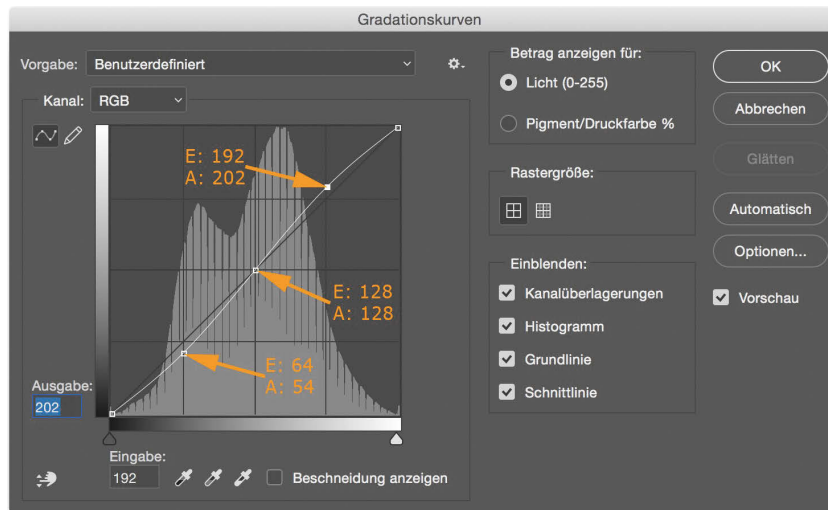 Gradationskurven
Vorgabe: Benutzerdefiniert
Kanal: RGB
E: 192
A: 202
E: 128
A: 128
E: 64
A: 54
Ausgabe:
202
Eingabe:
192
Beschneidung anzeigen
Betrag anzeigen für:
Licht (0-255)
Pigment/Druckfarbe %
Rastergröße:
Einblenden:
Kanalüberlagerungen
Histogramm
Grundlinie
Schnittlinie
OK
Abbrechen
Glätten
Automatisch
Optionen...
Vorschau